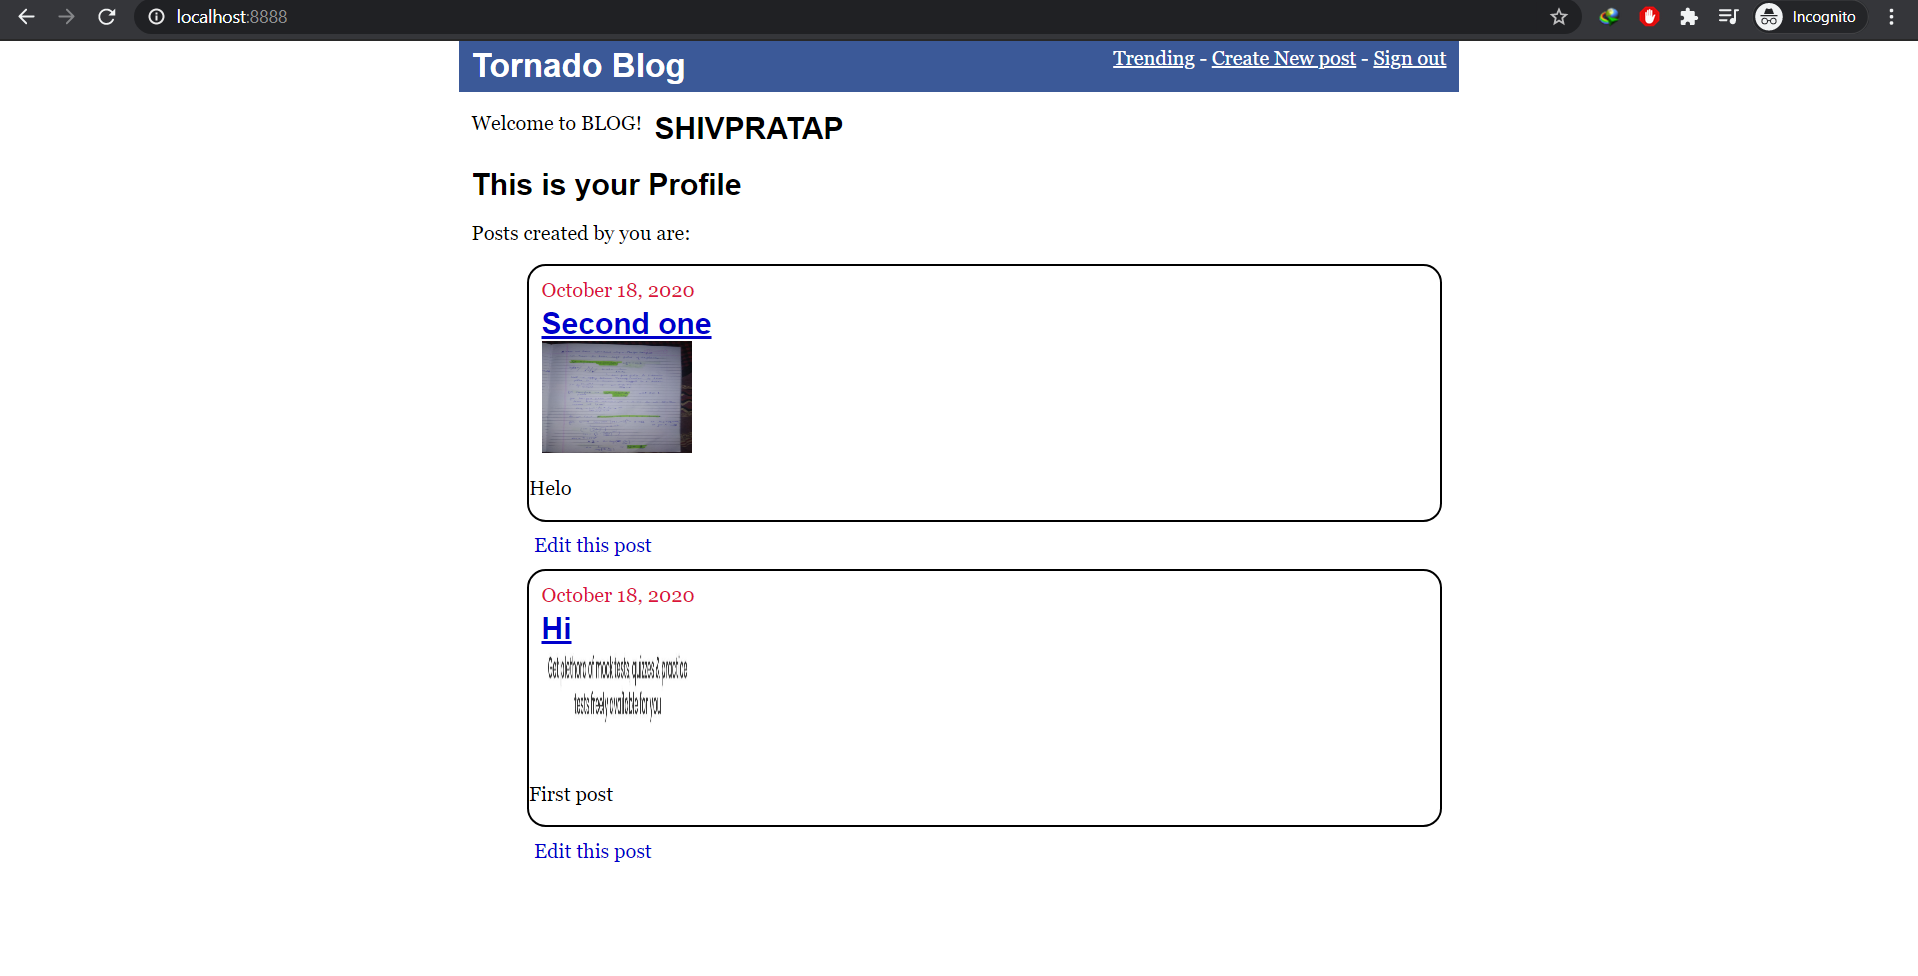 localhost:8888
Incognito
Tornado Blog
Trending - Create New post - Sign out
Welcome to BLOG! SHIVPRATAP
This is your Profile
Posts created by you are:
October 18, 2020
Second one
Helo
Edit this post
October 18, 2020
Hi
Get plethora of mock tests, quizzes & practice
tests freely available for you
First post
Edit this post